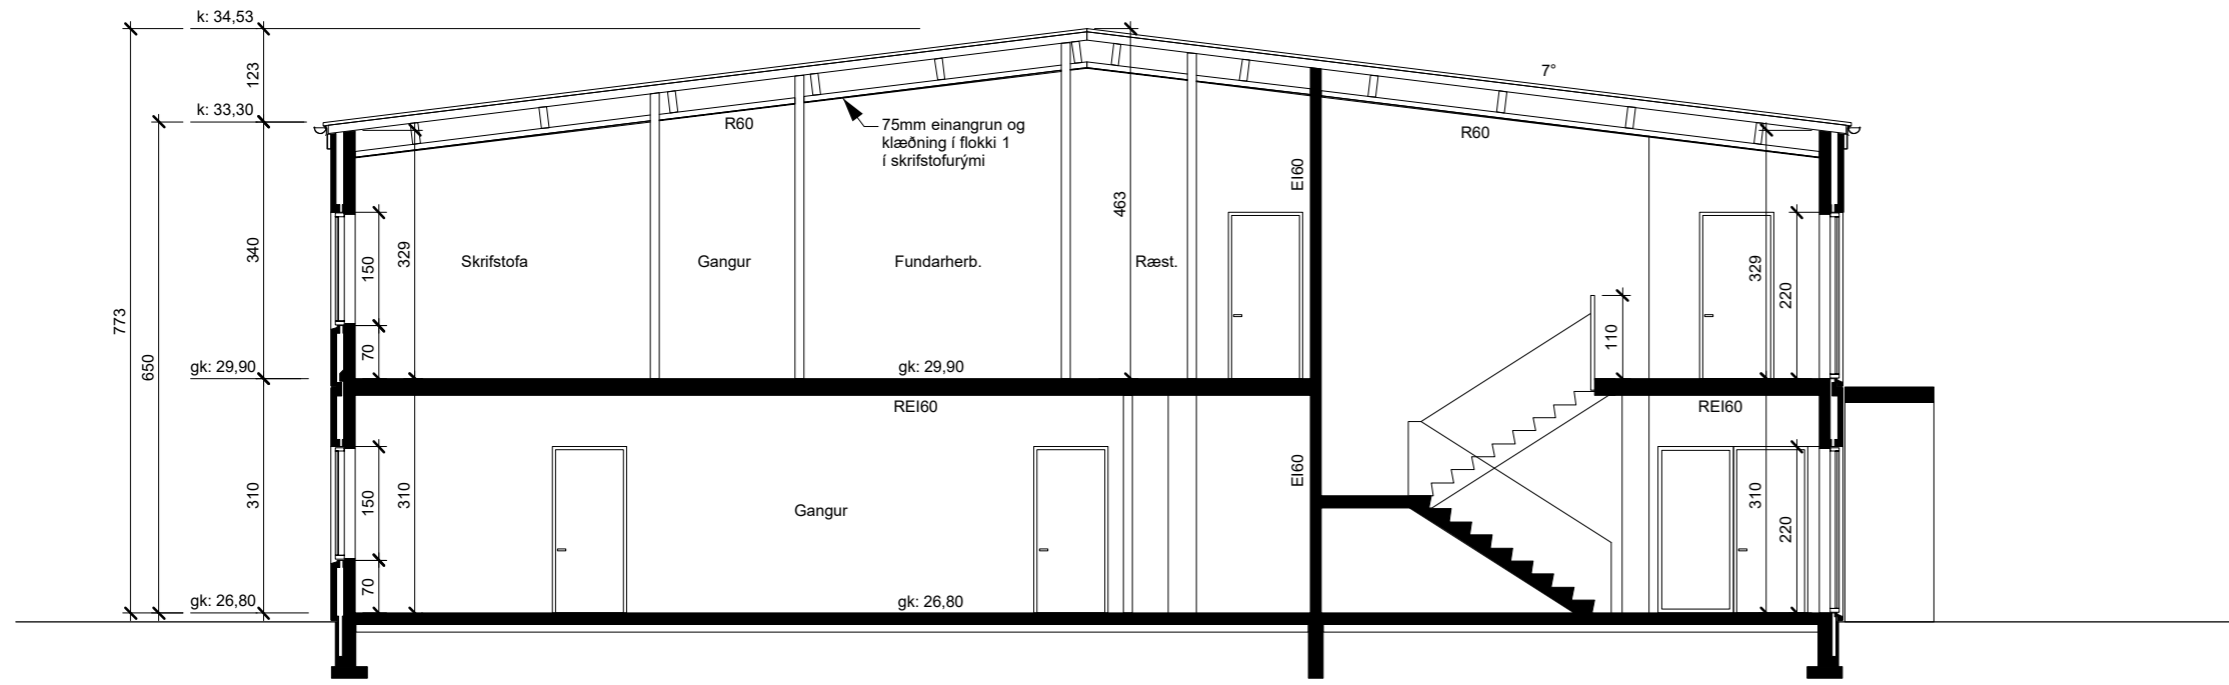 k: 34,53
123
7°
k: 33,30
R60
75mm einangrun og
klæðning í flokki 1
í skrifstofurými
R60
EI60
463
340
329
150
Skrifstofa
Gangur
Fundarherb.
Ræst.
329
220
773
650
110
70
gk: 29,90
gk: 29,90
REI60
REI60
EI60
310
150
310
Gangur
310
220
70
gk: 26,80
gk: 26,80